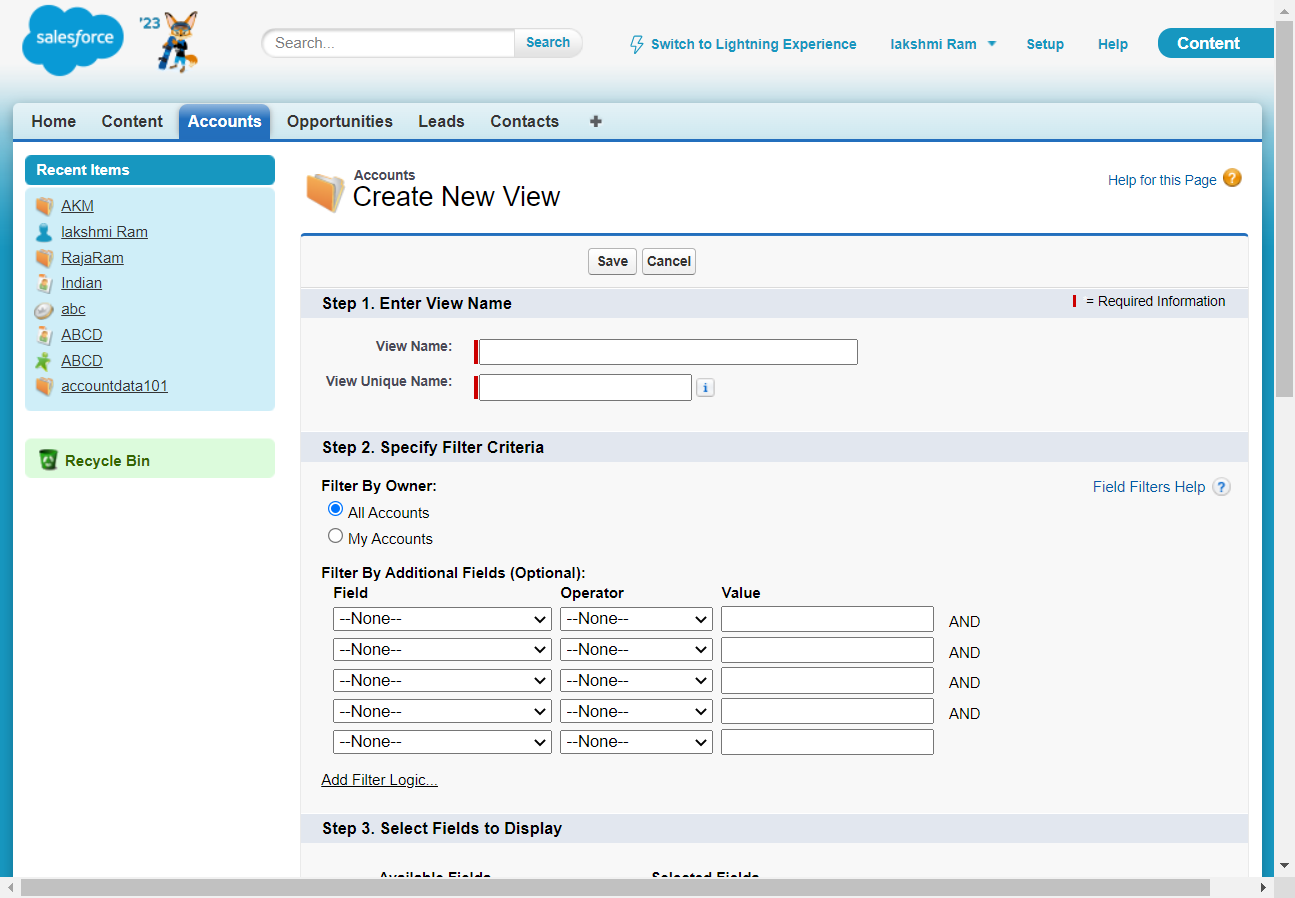 salesforce '23 Search... Search Switch to Lightning Experience lakshmi Ram Setup Help Content
Home Content Accounts Opportunities Leads Contacts
Recent Items
AKM
lakshmi Ram
RajaRam
Indian
abc
ABCD
ABCD
accountdata101
Recycle Bin
Accounts
Create New View
Help for this Page ?
Save Cancel
Step 1. Enter View Name
= Required Information
View Name:
View Unique Name: i
Step 2. Specify Filter Criteria
Filter By Owner:
Field Filters Help ?
All Accounts
My Accounts
Filter By Additional Fields (Optional):
Field Operator Value
--None-- --None-- AND
--None-- --None-- AND
--None-- --None-- AND
--None-- --None-- AND
--None-- --None--
Add Filter Logic...
Step 3. Select Fields to Display
Available Fields Selected Fields